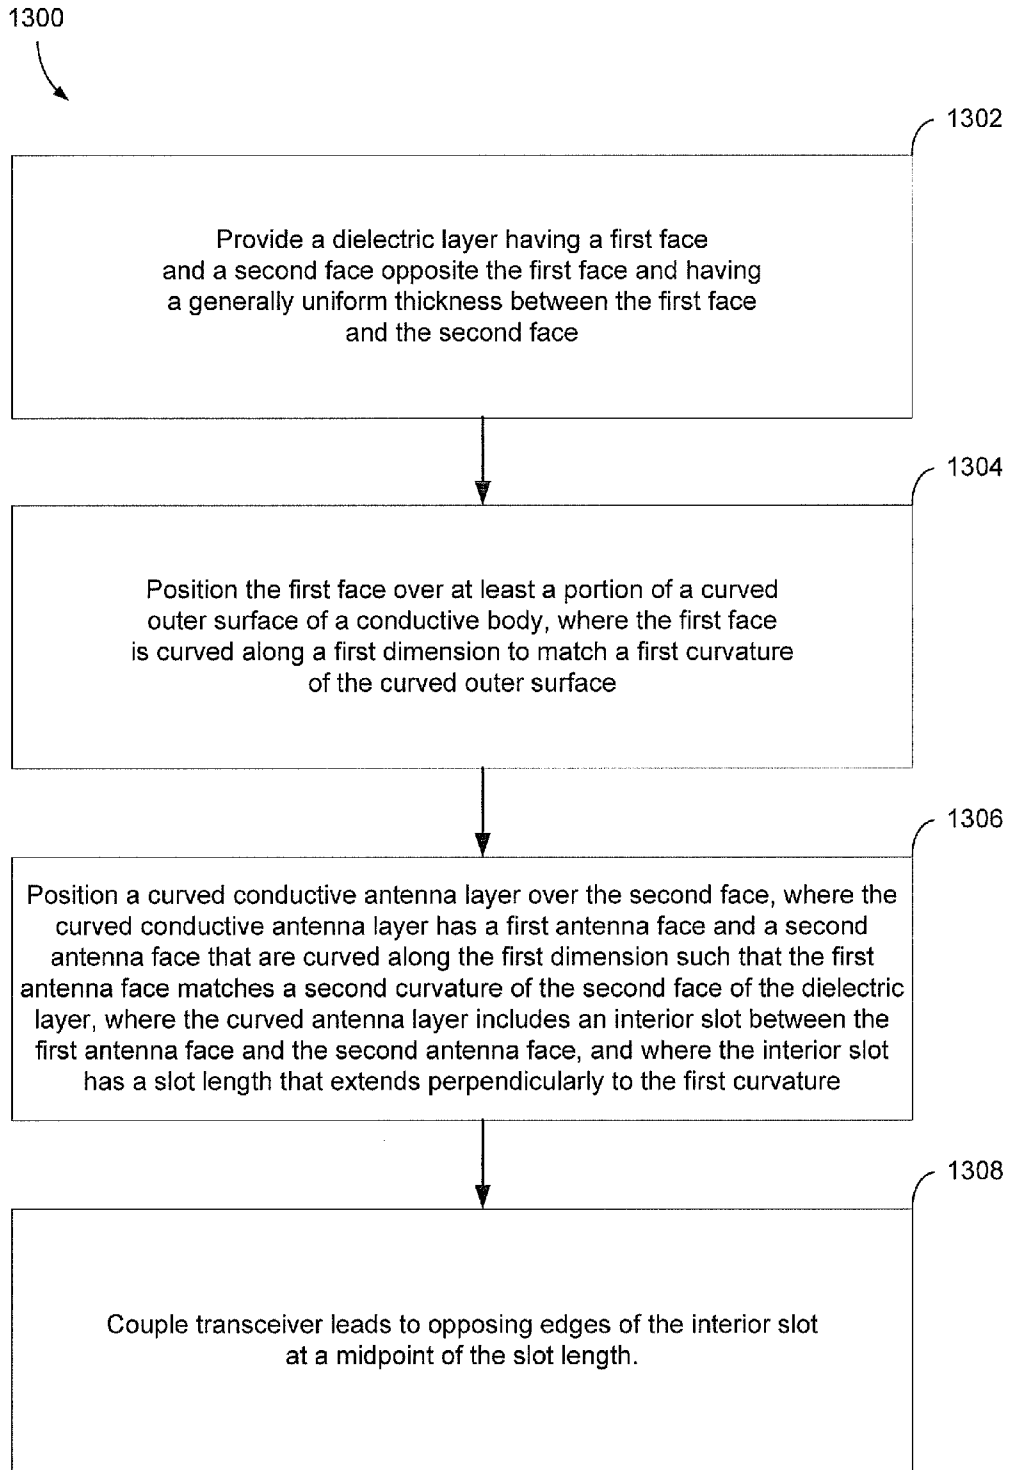 1300
1302
Provide a dielectric layer having a first face
and a second face opposite the first face and having
a generally uniform thickness between the first face
and the second face
1304
Position the first face over at least a portion of a curved
outer surface of a conductive body, where the first face
is curved along a first dimension to match a first curvature
of the curved outer surface
1306
Position a curved conductive antenna layer over the second face, where the
curved conductive antenna layer has a first antenna face and a second
antenna face that are curved along the first dimension such that the first
antenna face matches a second curvature of the second face of the dielectric
layer, where the curved antenna layer includes an interior slot between the
first antenna face and the second antenna face, and where the interior slot
has a slot length that extends perpendicularly to the first curvature
1308
Couple transceiver leads to opposing edges of the interior slot
at a midpoint of the slot length.